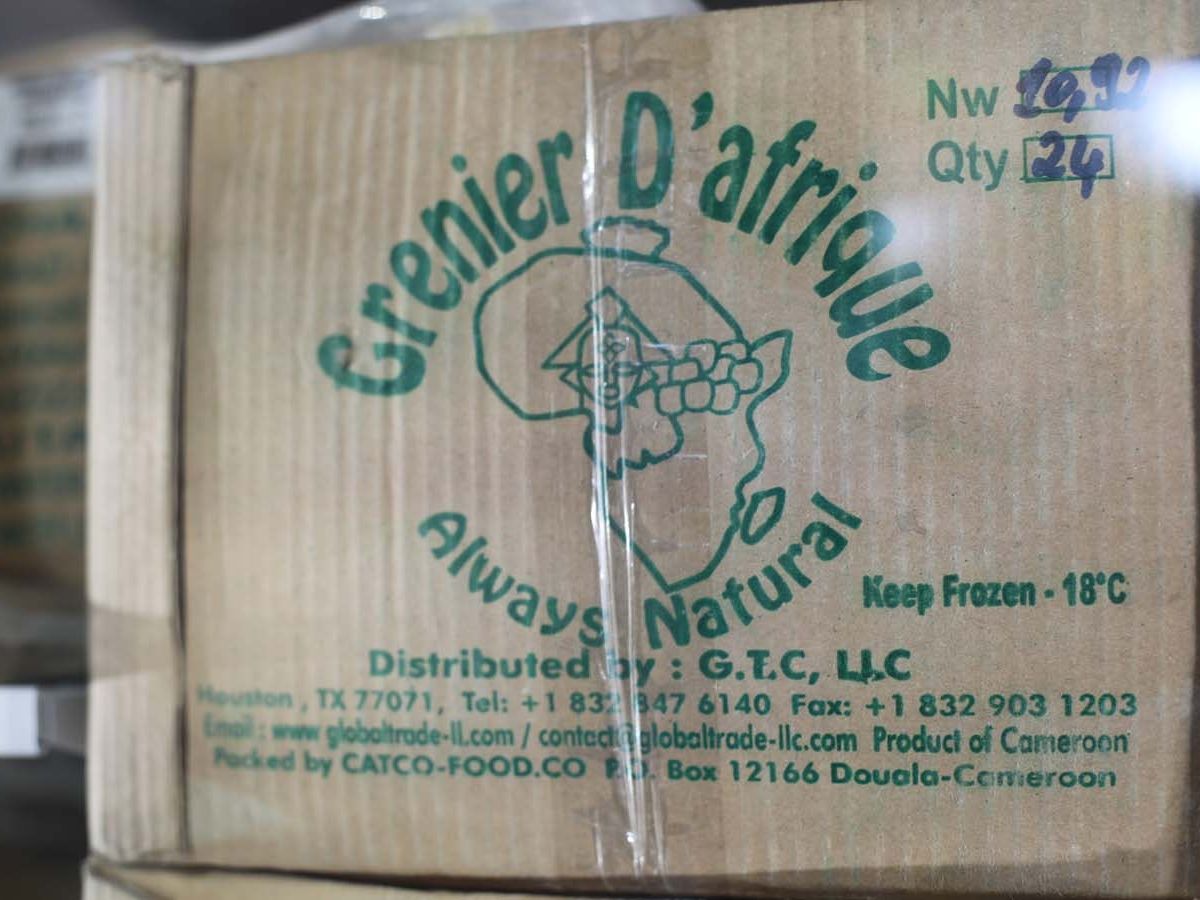 Nw 10,92
Qty 24
Grenier D'afrique
Always Natural
Keep Frozen - 18°C
Distributed by : G.T.C, LLC
Houston , TX 77071, Tel: +1 832 847 6140 Fax: +1 832 903 1203
Email : www.globaltrade-ll.com / contact@globaltrade-llc.com Product of Cameroon
Packed by CATCO-FOOD.CO P.O. Box 12166 Douala-Cameroon